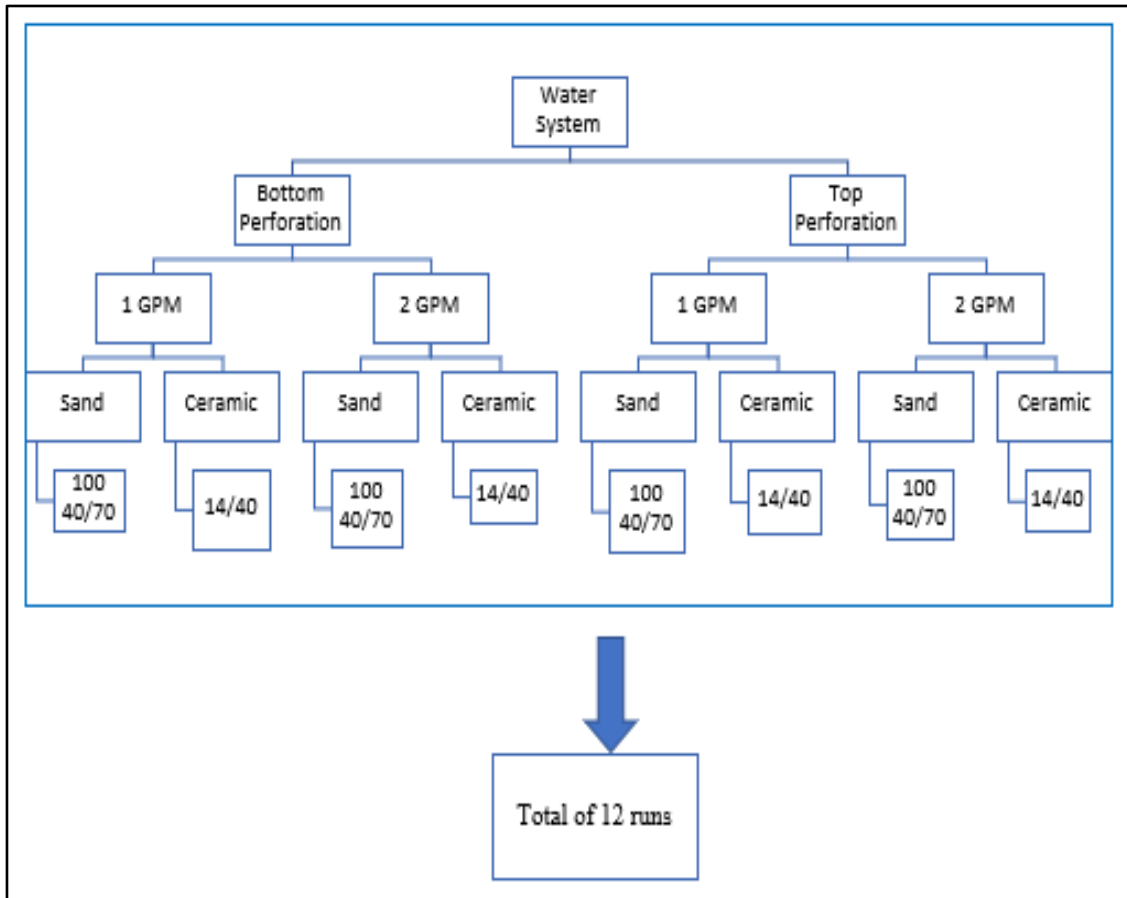 Water
System
Bottom
Perforation
Top
Perforation
1 GPM
2 GPM
1 GPM
2 GPM
Sand
Ceramic
Sand
Ceramic
Sand
Ceramic
Sand
Ceramic
100
40/70
14/40
100
40/70
14/40
100
40/70
14/40
100
40/70
14/40
Total of 12 runs